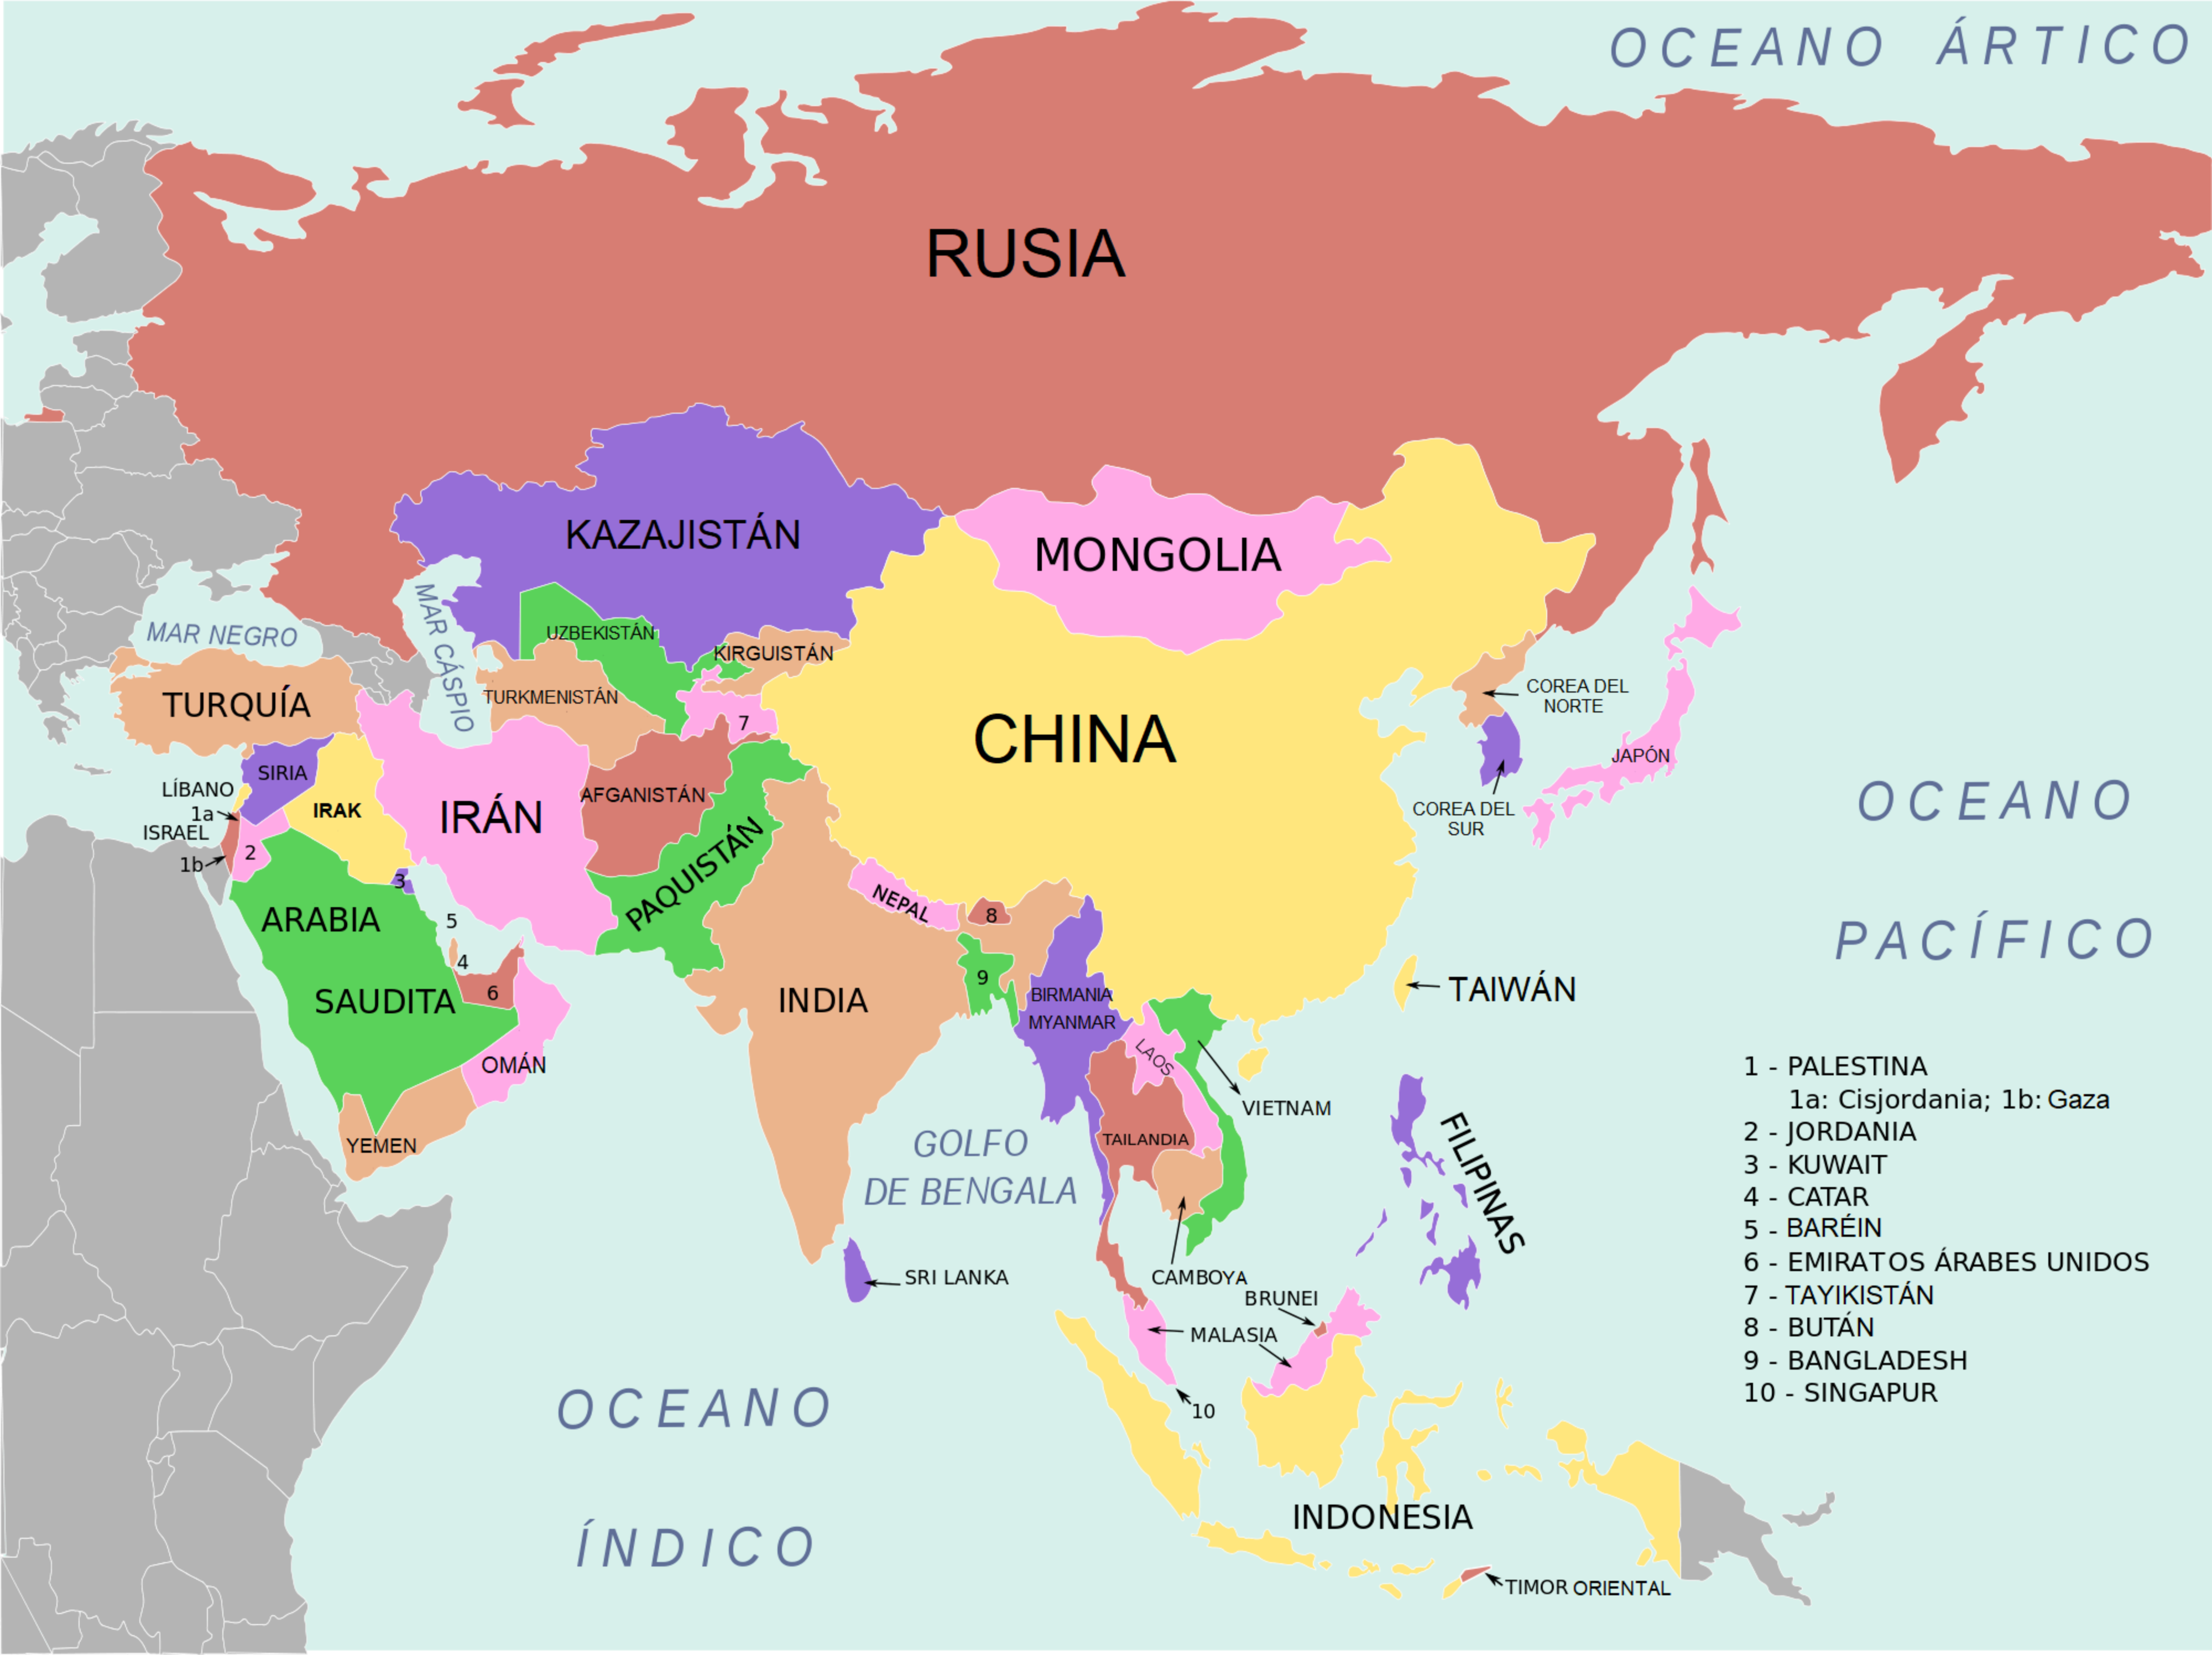 OCEANO ÁRTICO
RUSIA
KAZAJISTÁN
MONGOLIA
MAR CÁSPIO
MAR NEGRO
UZBEKISTÁN
KIRGUISTÁN
TURKMENISTÁN
TURQUÍA
7
CHINA
COREA DEL
NORTE
JAPÓN
SIRIA
LÍBANO
1a
ISRAEL
1b
2
IRAK
IRÁN
AFGANISTÁN
PAQUISTÁN
COREA DEL
SUR
OCEANO
PACÍFICO
3
NEPAL
8
ARABIA
SAUDITA
5
4
6
9
INDIA
BIRMANIA
MYANMAR
TAIWÁN
OMÁN
LAOS
VIETNAM
YEMEN
TAILANDIA
GOLFO
DE BENGALA
FILIPINAS
SRI LANKA
CAMBOYA
BRUNEI
MALASIA
10
OCEANO
ÍNDICO
INDONESIA
TIMOR ORIENTAL
1 - PALESTINA
1a: Cisjordania; 1b: Gaza
2 - JORDANIA
3 - KUWAIT
4 - CATAR
5 - BARÉIN
6 - EMIRATOS ÁRABES UNIDOS
7 - TAYIKISTÁN
8 - BUTÁN
9 - BANGLADESH
10 - SINGAPUR